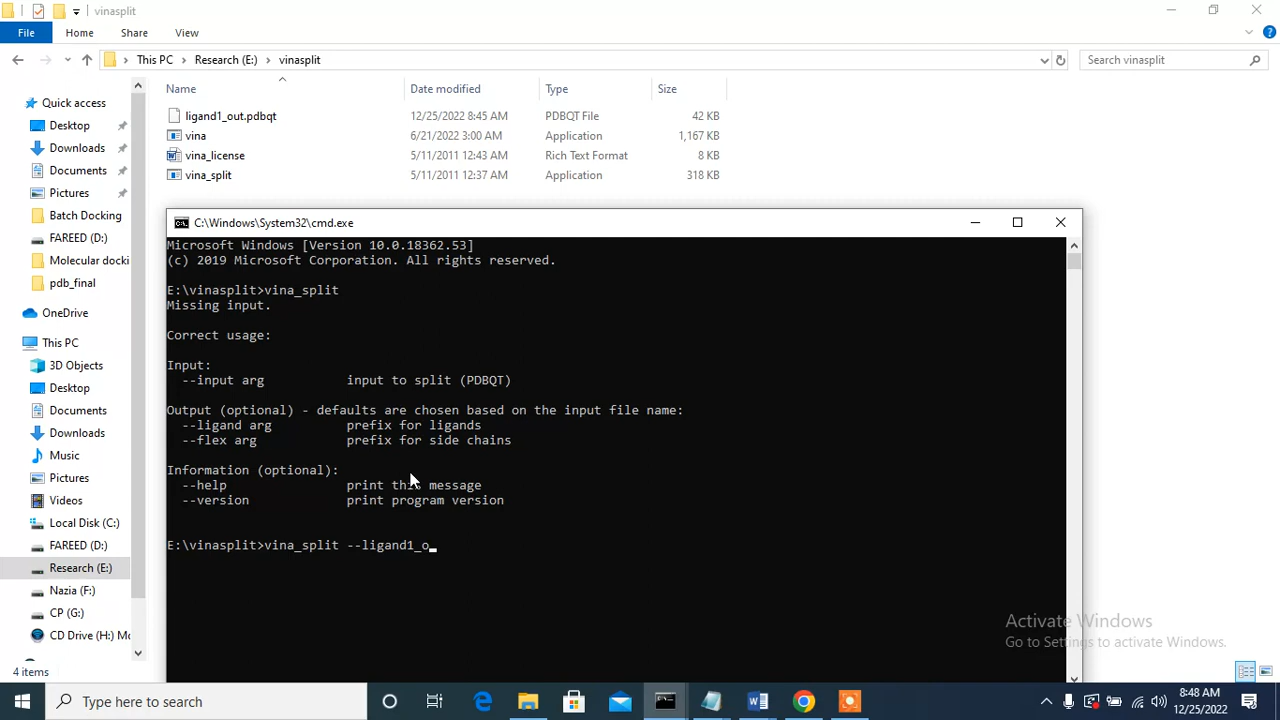 vinasplit
File Home Share View
This PC Research (E:) vinasplit
Search vinasplit
Name Date modified Type Size
ligand1_out.pdbqt 12/25/2022 8:45 AM PDBQT File 42 KB
vina 6/21/2022 3:00 AM Application 1,167 KB
vina_license 5/11/2011 12:43 AM Rich Text Format 8 KB
vina_split 5/11/2011 12:37 AM Application 318 KB
Quick access
Desktop
Downloads
Documents
Pictures
Batch Docking
FAREED (D:)
Molecular docki
pdb_final
OneDrive
This PC
3D Objects
Desktop
Documents
Downloads
Music
Pictures
Videos
Local Disk (C:)
FAREED (D:)
Research (E:)
Nazia (F:)
CP (G:)
CD Drive (H:) Mo
4 items
C:\Windows\System32\cmd.exe
Microsoft Windows [Version 10.0.18362.53]
(c) 2019 Microsoft Corporation. All rights reserved.
E:\vinasplit>vina_split
Missing input.
Correct usage:
Input:
--input arg input to split (PDBQT)
Output (optional) - defaults are chosen based on the input file name:
--ligand arg prefix for ligands
--flex arg prefix for side chains
Information (optional):
--help print this message
--version print program version
E:\vinasplit>vina_split --ligand1_o
Activate Windows
Go to Settings to activate Windows.
Type here to search
8:48 AM
12/25/2022